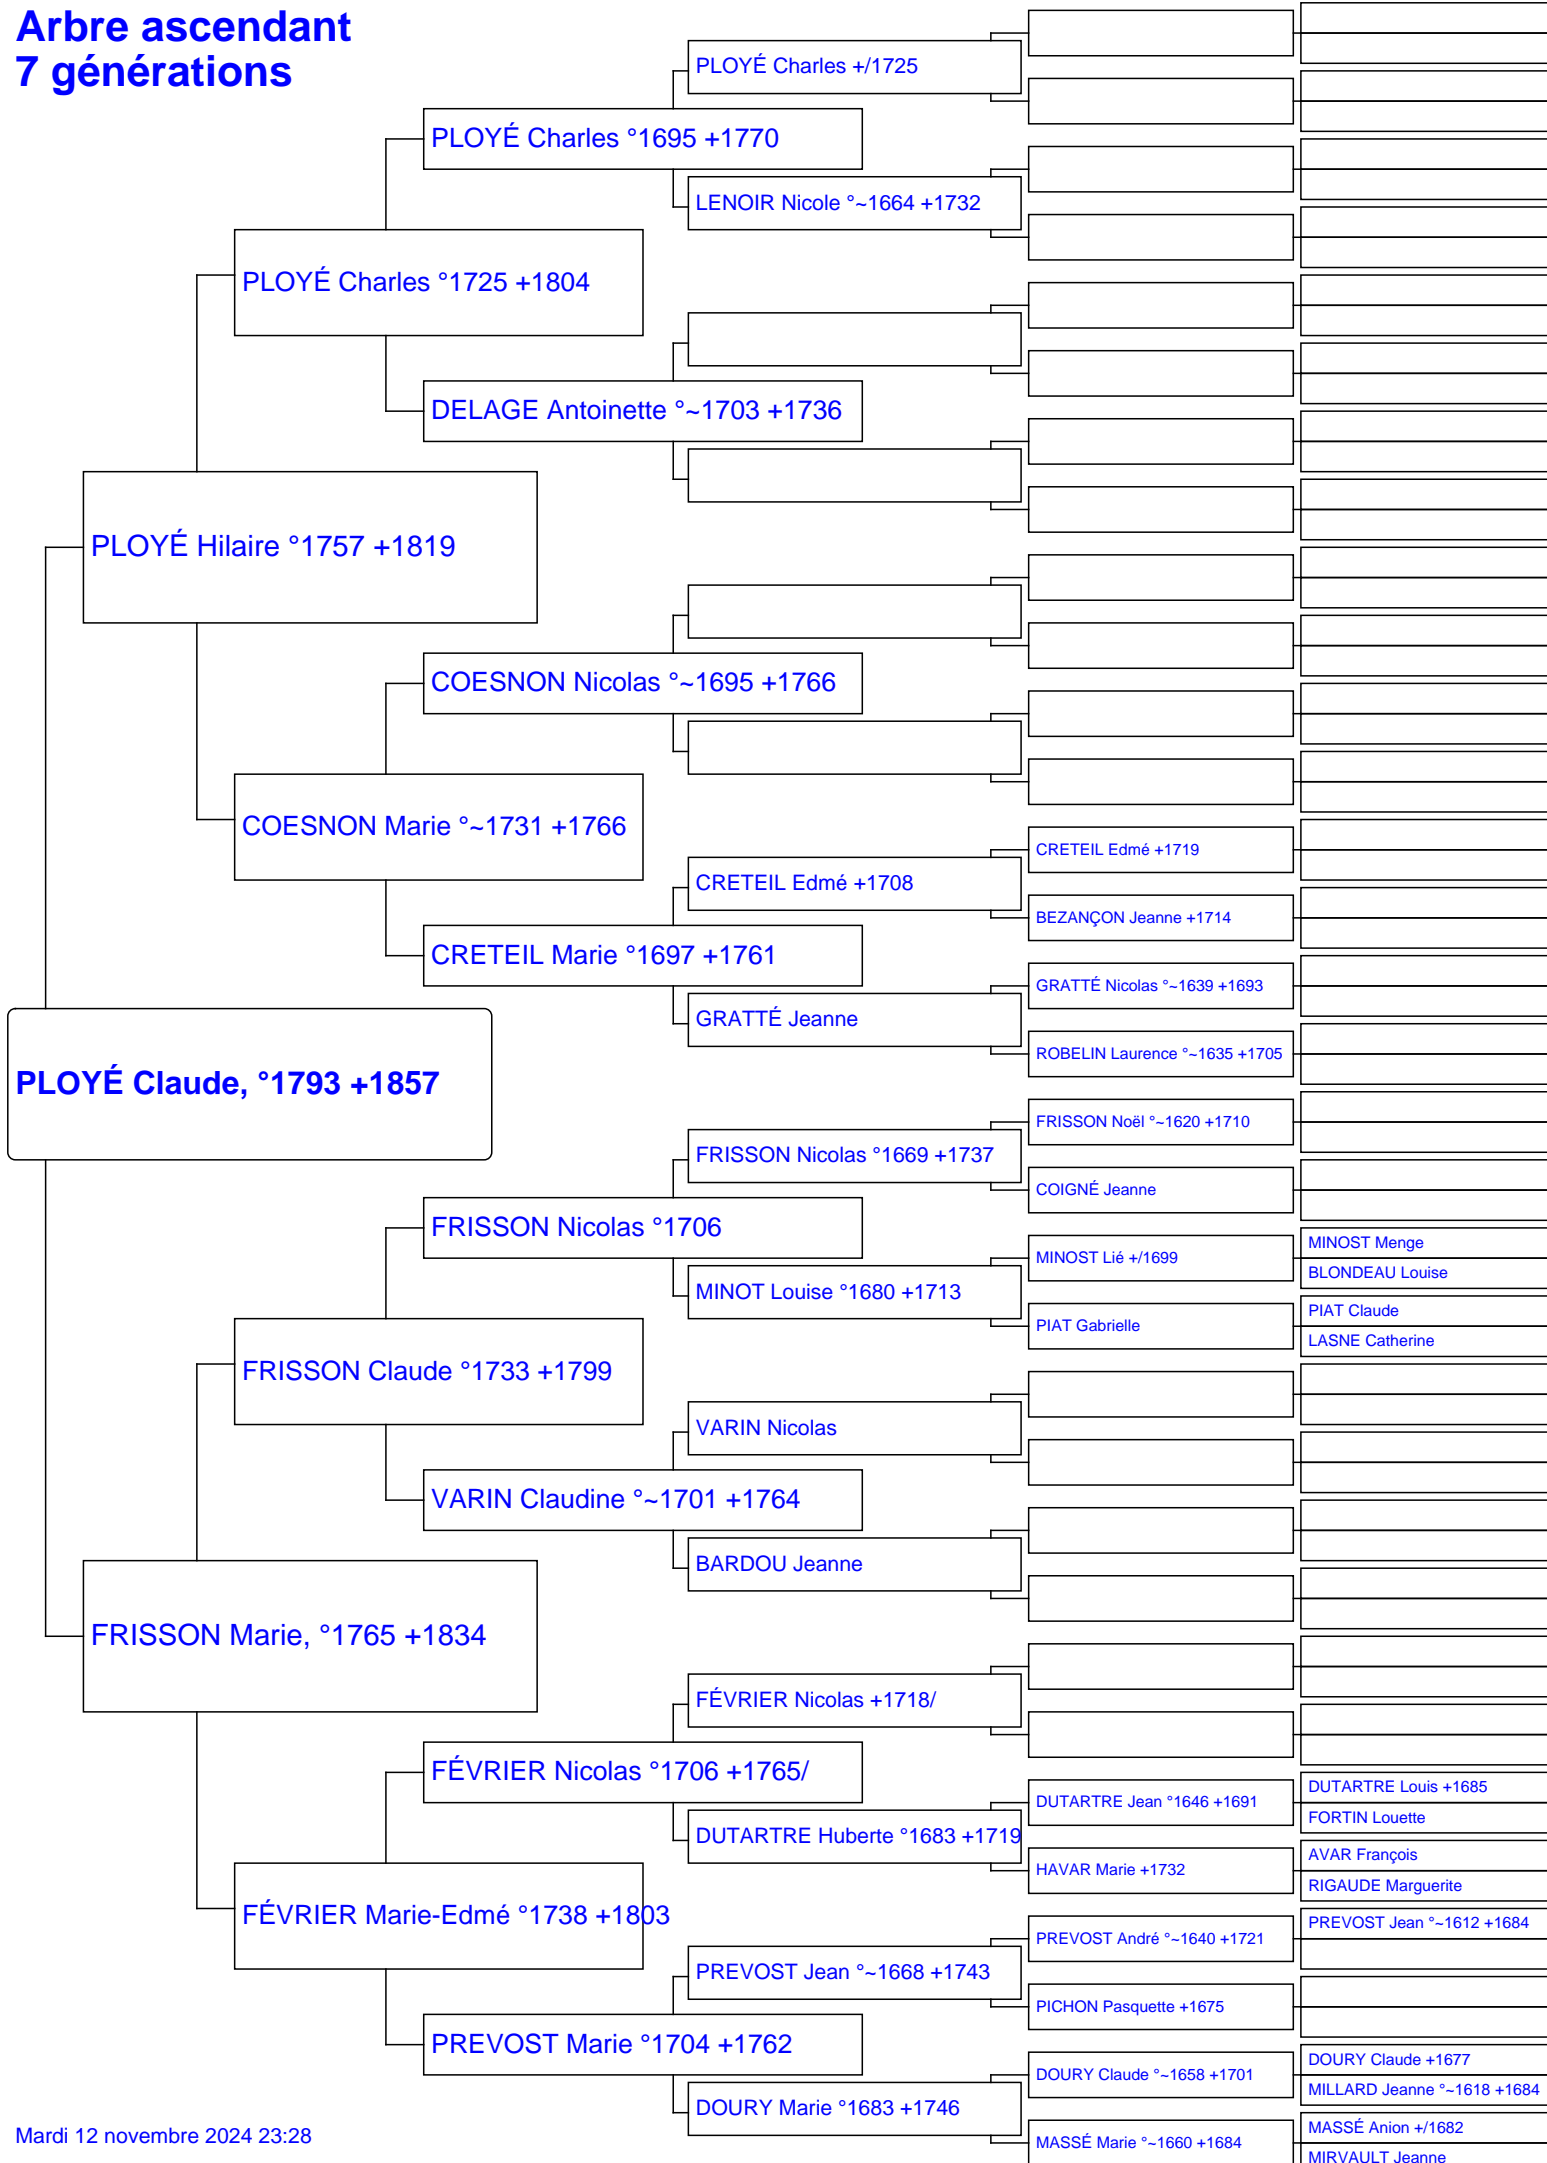 Arbre ascendant
7 générations
PLOYÉ Charles +/1725
PLOYÉ Charles °1695 +1770
LENOIR Nicole °~1664 +1732
PLOYÉ Charles °1725 +1804
DELAGE Antoinette °~1703 +1736
PLOYÉ Hilaire °1757 +1819
COESNON Nicolas °~1695 +1766
COESNON Marie °~1731 +1766
CRETEIL Edmé +1719
CRETEIL Edmé +1708
BEZANÇON Jeanne +1714
CRETEIL Marie °1697 +1761
GRATTÉ Nicolas °~1639 +1693
GRATTÉ Jeanne
ROBELIN Laurence °~1635 +1705
PLOYÉ Claude, °1793 +1857
FRISSON Noël °~1620 +1710
FRISSON Nicolas °1669 +1737
COIGNÉ Jeanne
FRISSON Nicolas °1706
MINOST Menge
MINOST Lié +/1699
BLONDEAU Louise
MINOT Louise °1680 +1713
PIAT Claude
PIAT Gabrielle
LASNE Catherine
FRISSON Claude °1733 +1799
VARIN Nicolas
VARIN Claudine °~1701 +1764
BARDOU Jeanne
FRISSON Marie, °1765 +1834
FÉVRIER Nicolas +1718/
FÉVRIER Nicolas °1706 +1765/
DUTARTRE Louis +1685
DUTARTRE Jean °1646 +1691
FORTIN Louette
DUTARTRE Huberte °1683 +1719
AVAR François
HAVAR Marie +1732
RIGAUDE Marguerite
FÉVRIER Marie-Edmé °1738 +1803
PREVOST Jean °~1612 +1684
PREVOST André °~1640 +1721
PREVOST Jean °~1668 +1743
PICHON Pasquette +1675
PREVOST Marie °1704 +1762
DOURY Claude +1677
DOURY Claude °~1658 +1701
MILLARD Jeanne °~1618 +1684
DOURY Marie °1683 +1746
MASSÉ Anion +/1682
MASSÉ Marie °~1660 +1684
MIRVAULT Jeanne
Mardi 12 novembre 2024 23:28